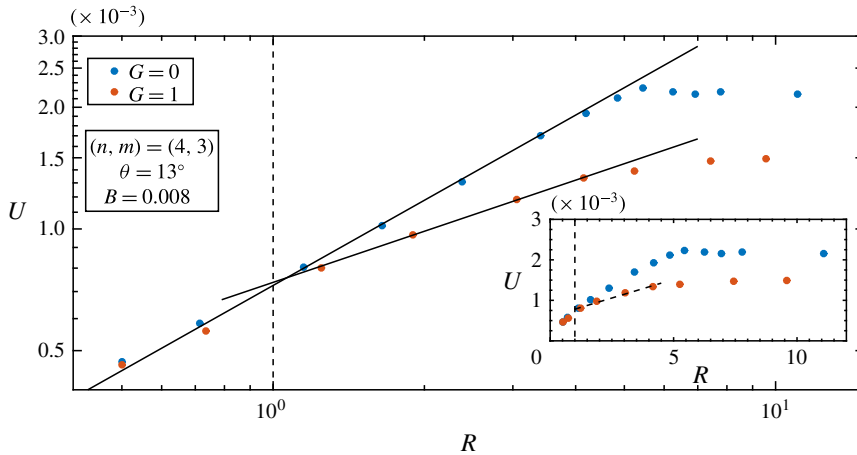 (× 10⁻³)
3.0
2.5
2.0
1.5
1.0
0.5
U
G = 0
G = 1
(n, m) = (4, 3)
θ = 13°
B = 0.008
(× 10⁻³)
3
2
1
U
0
5
10
R
10⁰
10¹
R